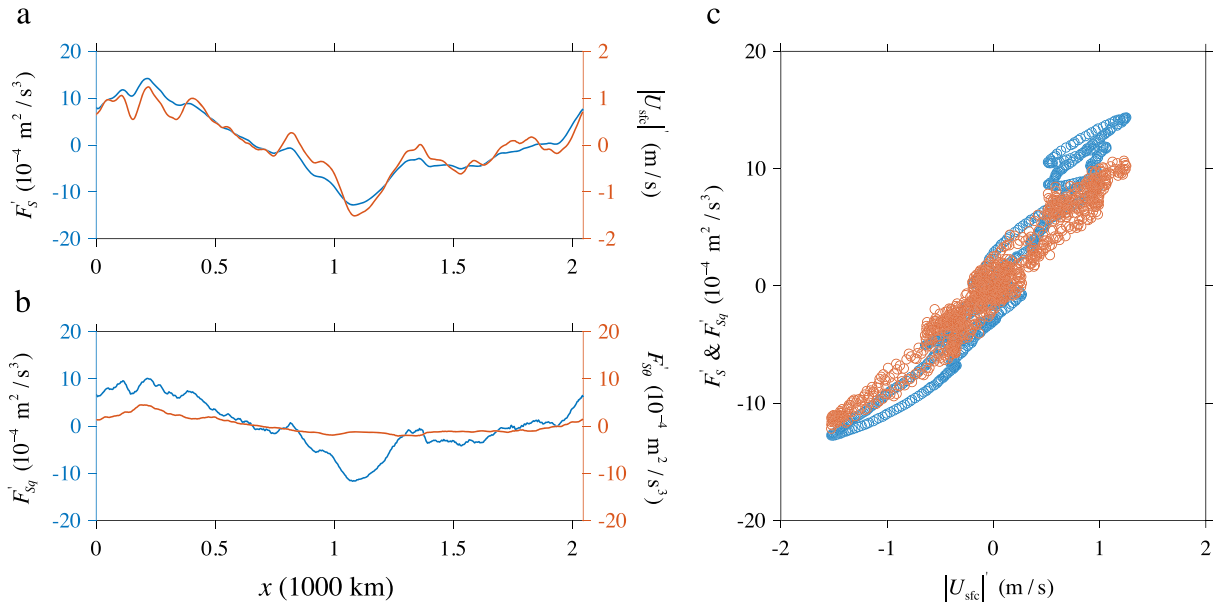 a
20
10
0
-10
-20
F'_S (10^-4 m^2 / s^3)
2
1
0
-1
-2
|U_sfc|' (m / s)
0 0.5 1 1.5 2
b
20
10
0
-10
-20
F'_Sq (10^-4 m^2 / s^3)
20
10
0
-10
-20
F'_Sθ (10^-4 m^2 / s^3)
0 0.5 1 1.5 2
x (1000 km)
c
20
10
0
-10
-20
F'_S & F'_Sq (10^-4 m^2 / s^3)
-2 -1 0 1 2
|U_sfc|' (m / s)